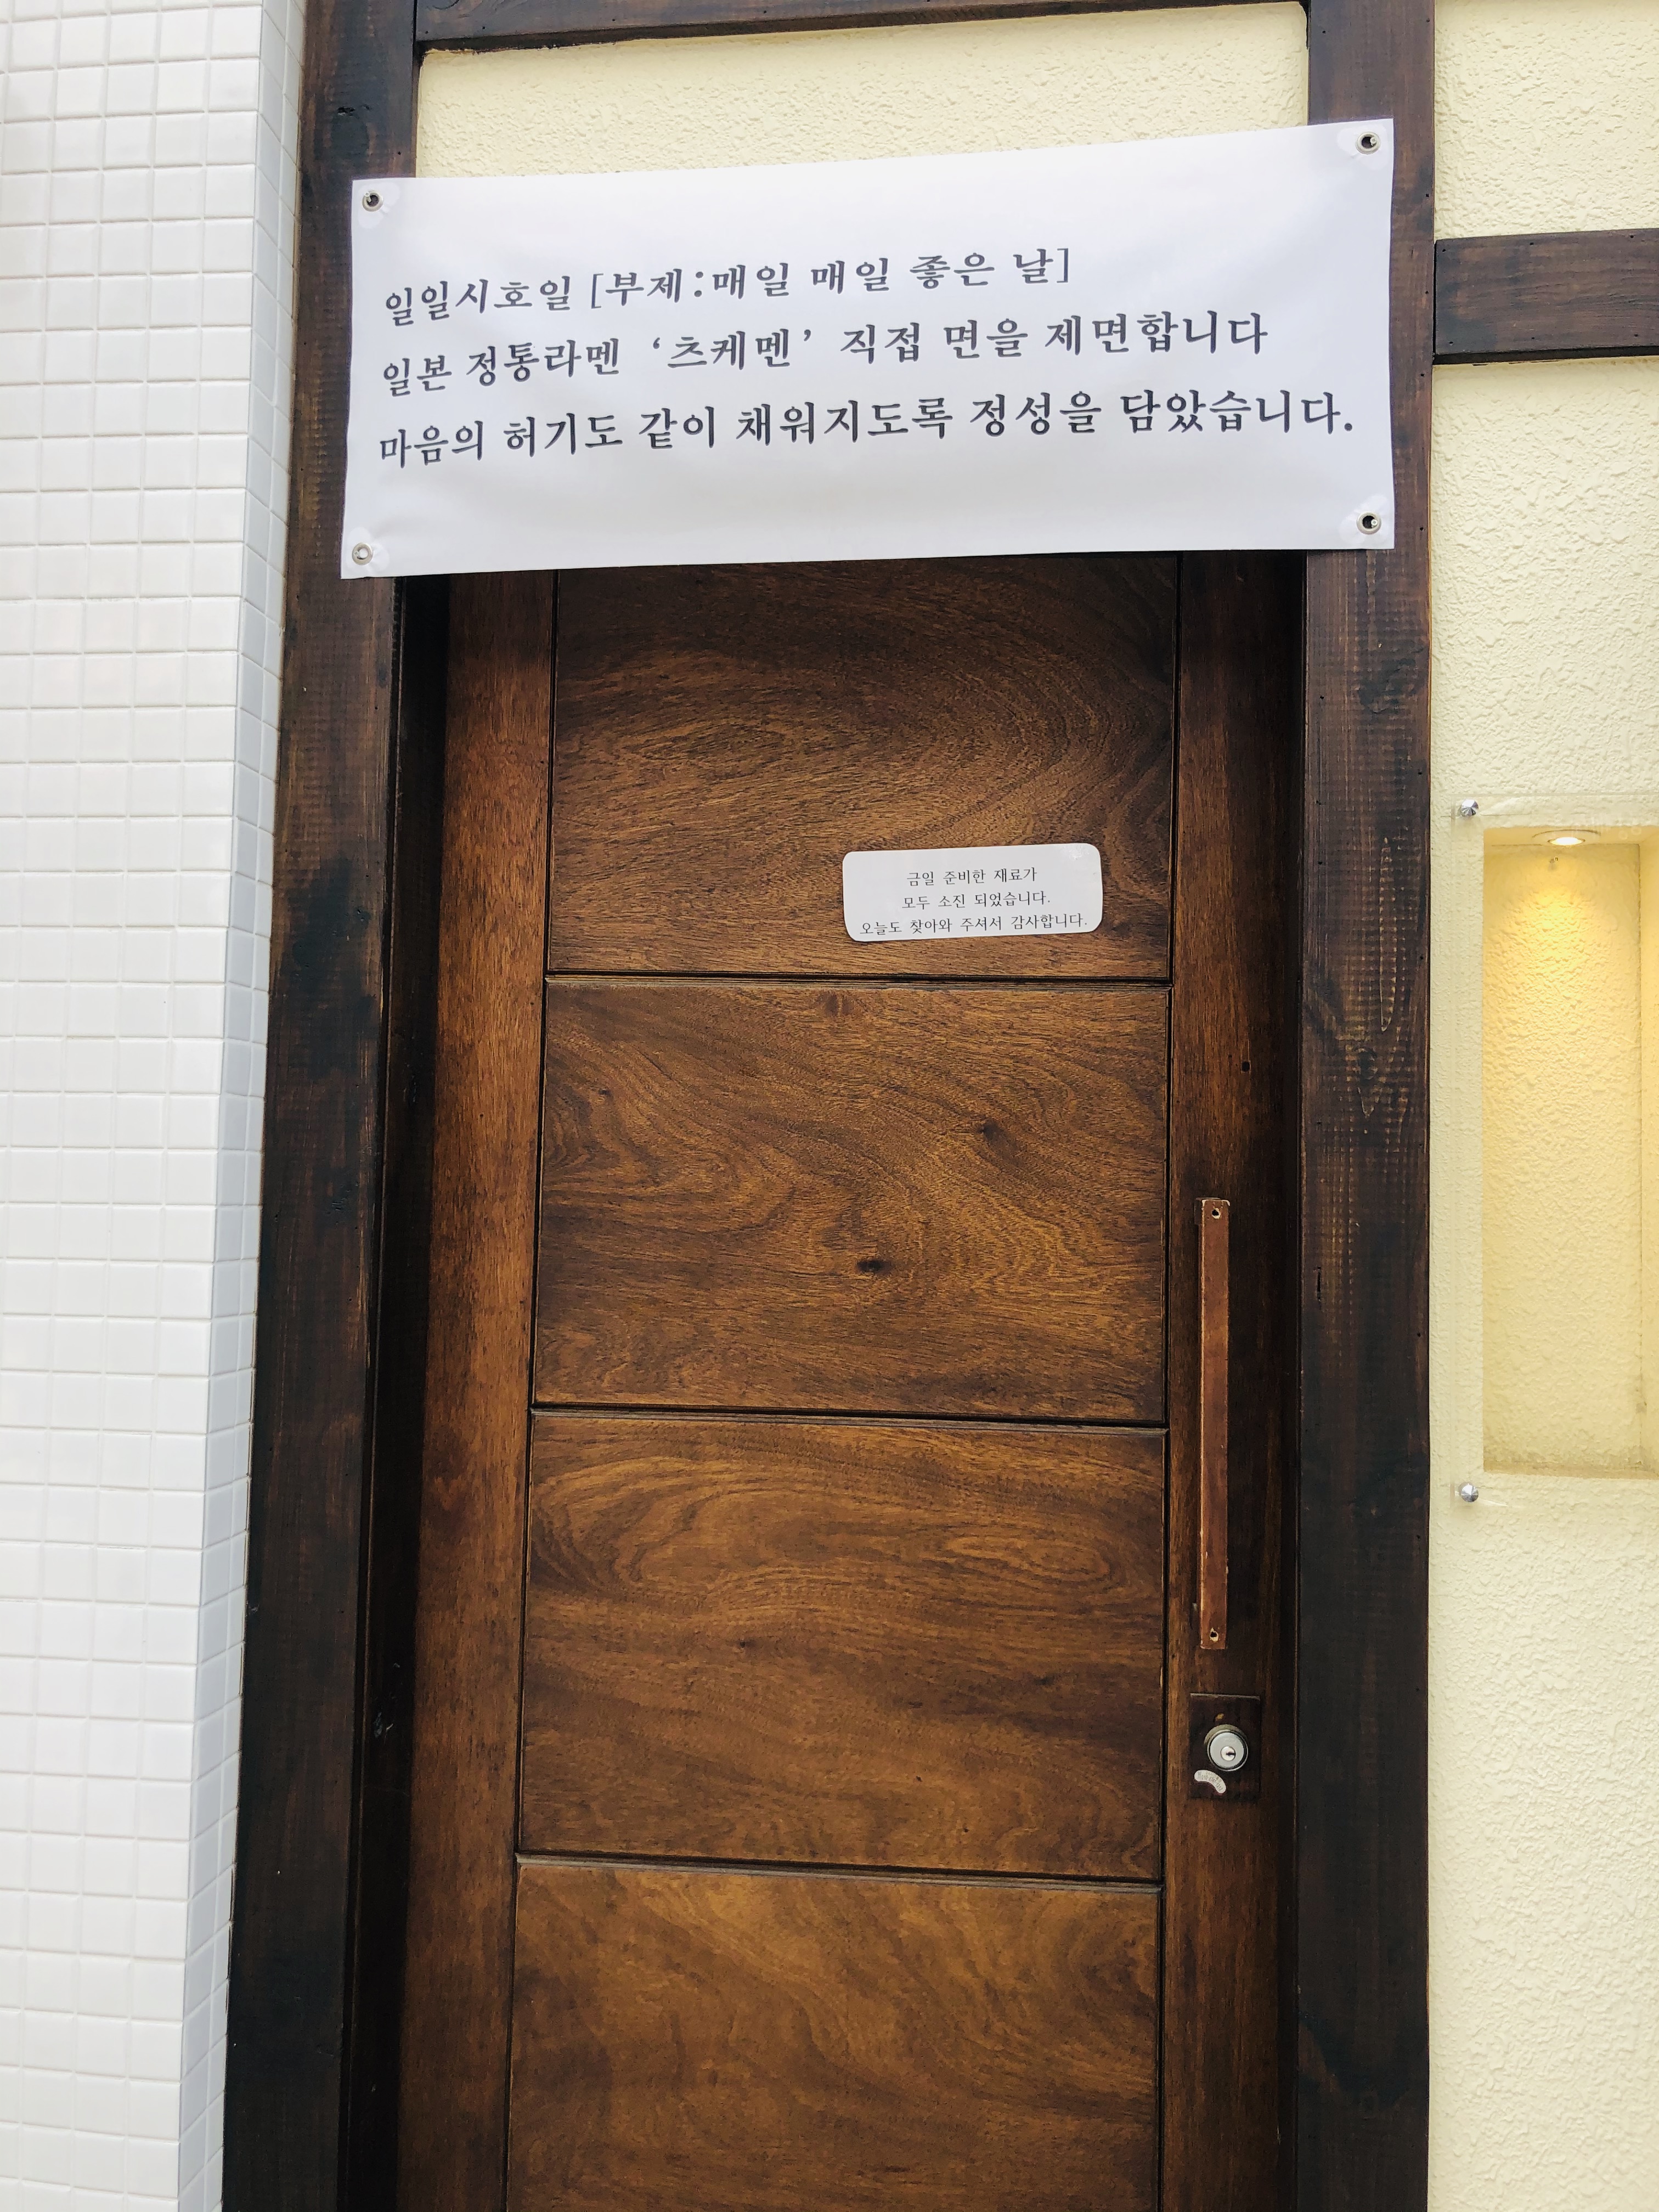 일일시호일 [부제:매일 매일 좋은 날]
일본 정통라멘 ‘츠케멘’ 직접 면을 제면합니다
마음의 허기도 같이 채워지도록 정성을 담았습니다.
금일 준비한 재료가
모두 소진 되었습니다.
오늘도 찾아와 주셔서 감사합니다.